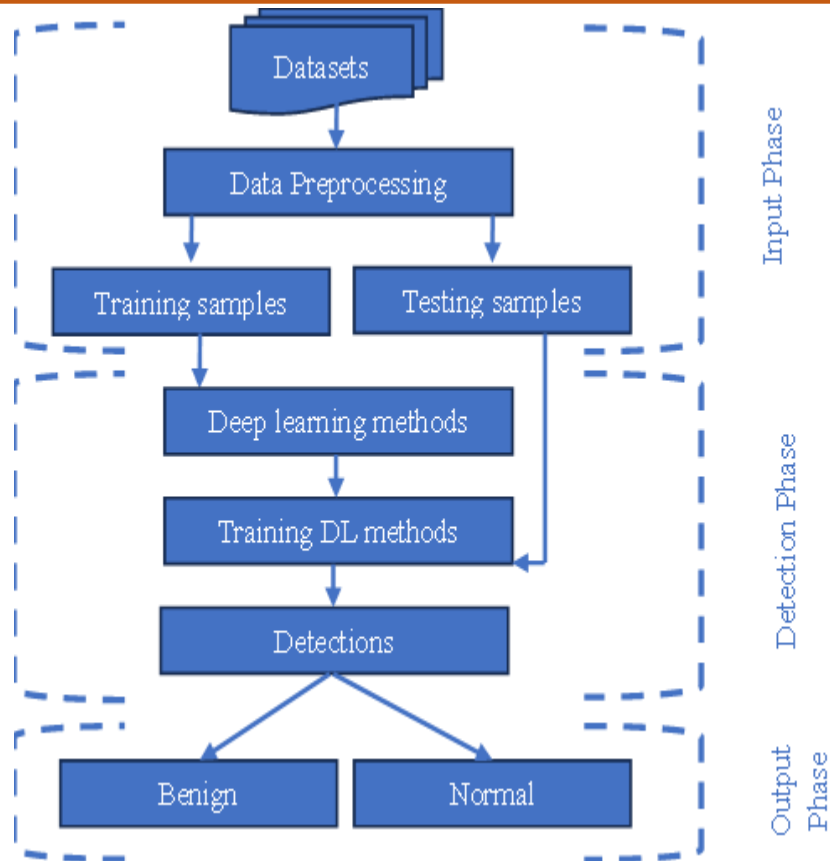 Datasets
Data Preprocessing
Training samples
Testing samples
Input Phase
Deep learning methods
Training DL methods
Detections
Detection Phase
Benign
Normal
Output
Phase